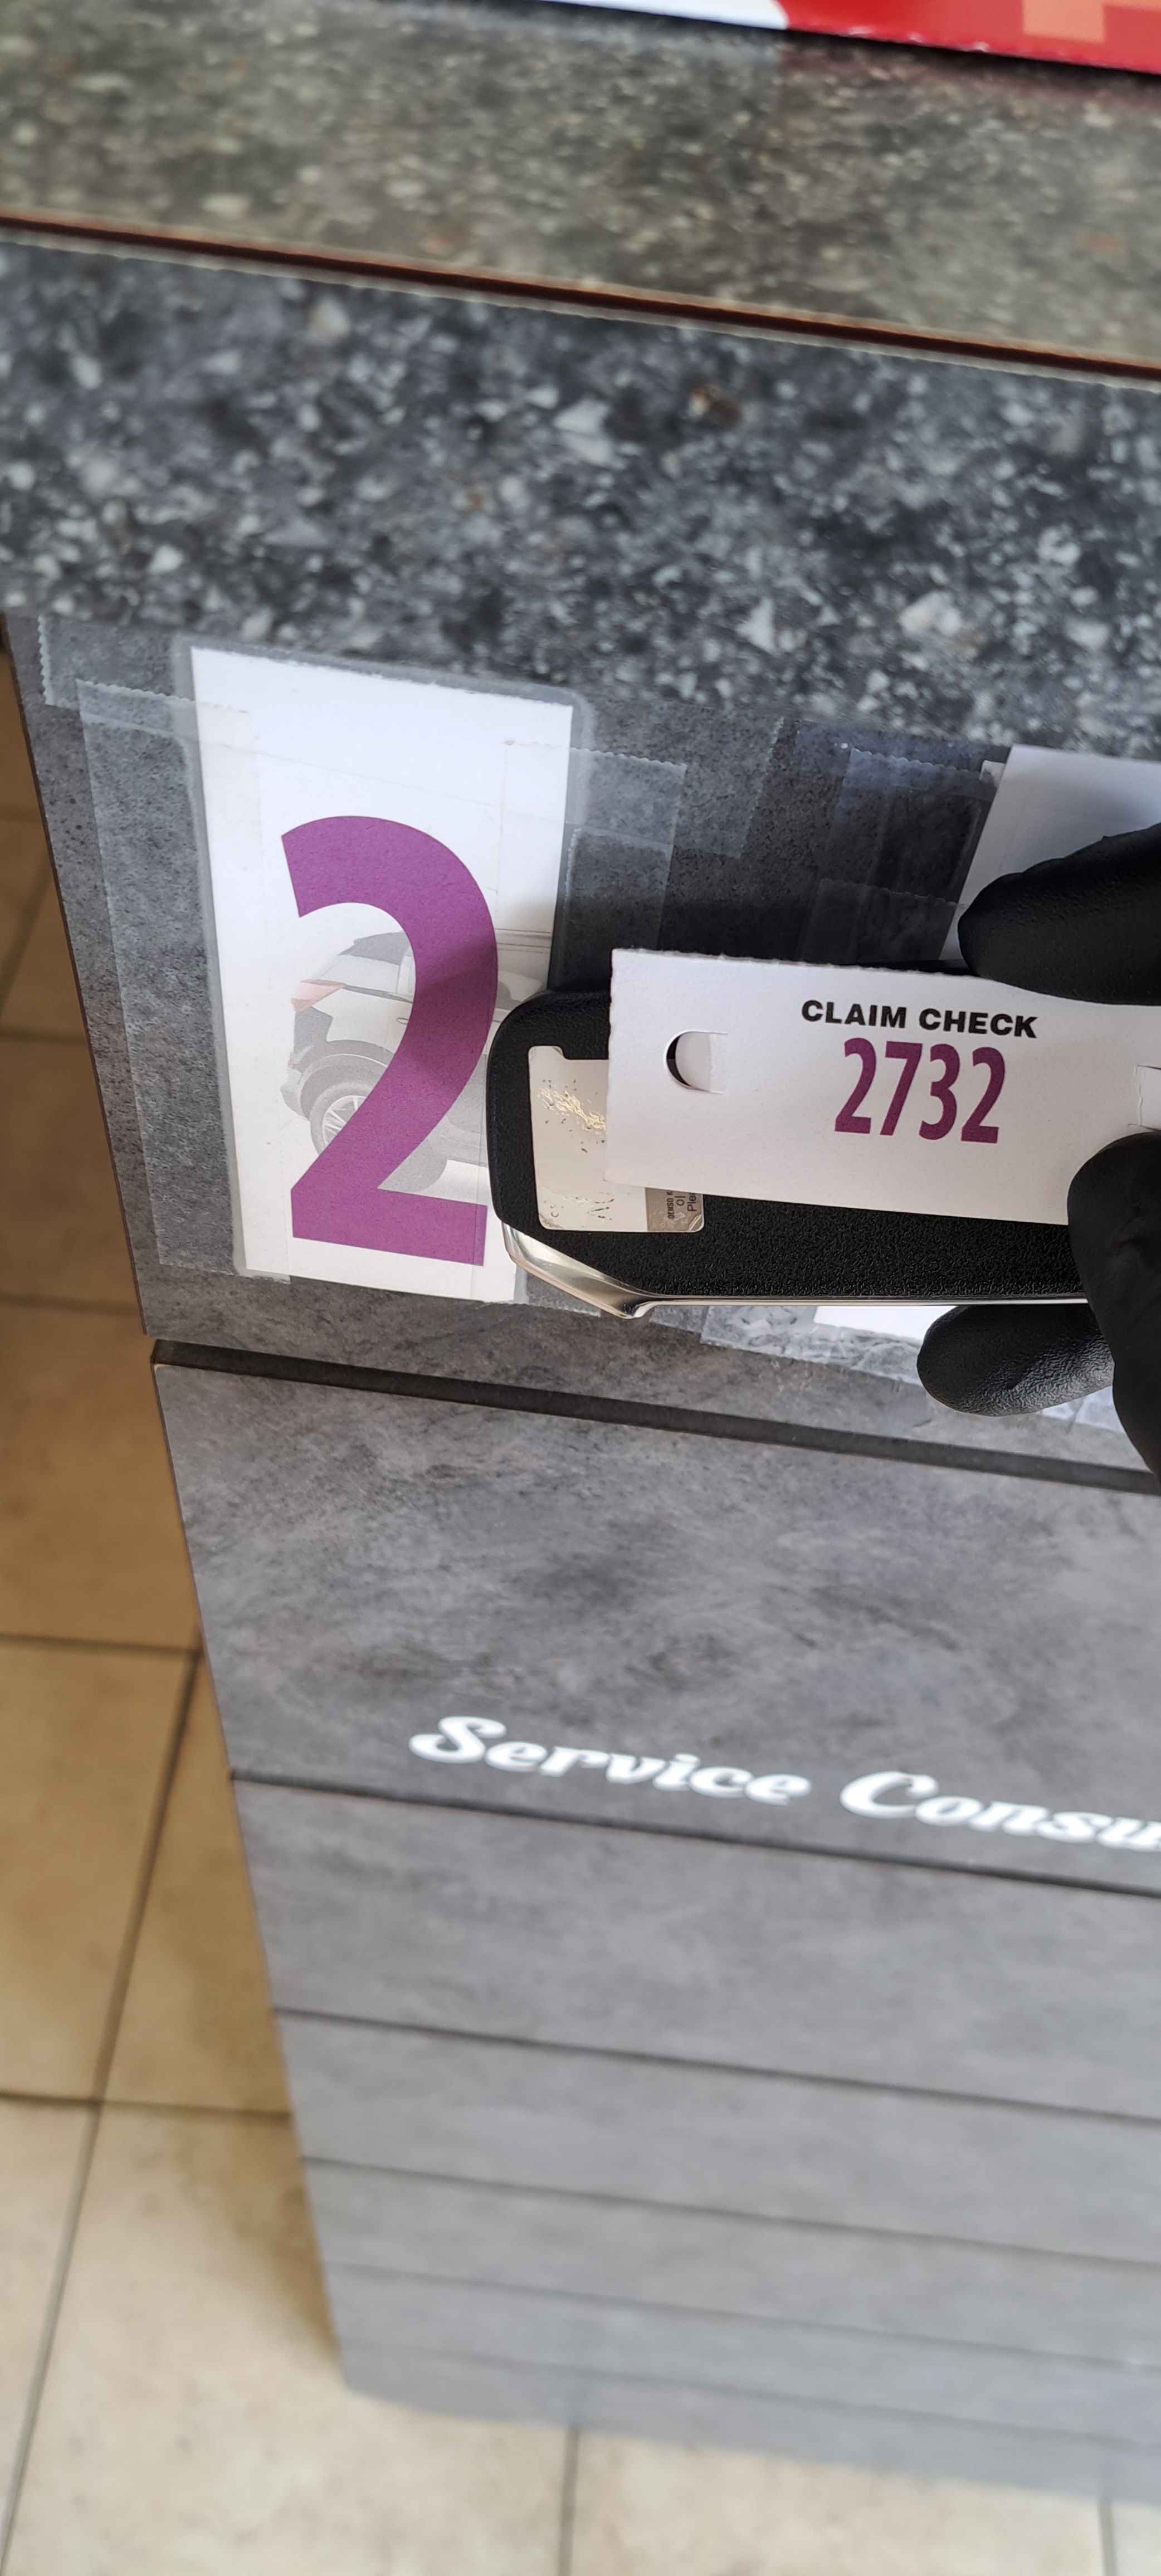 2
CLAIM CHECK
2732
Service Consu